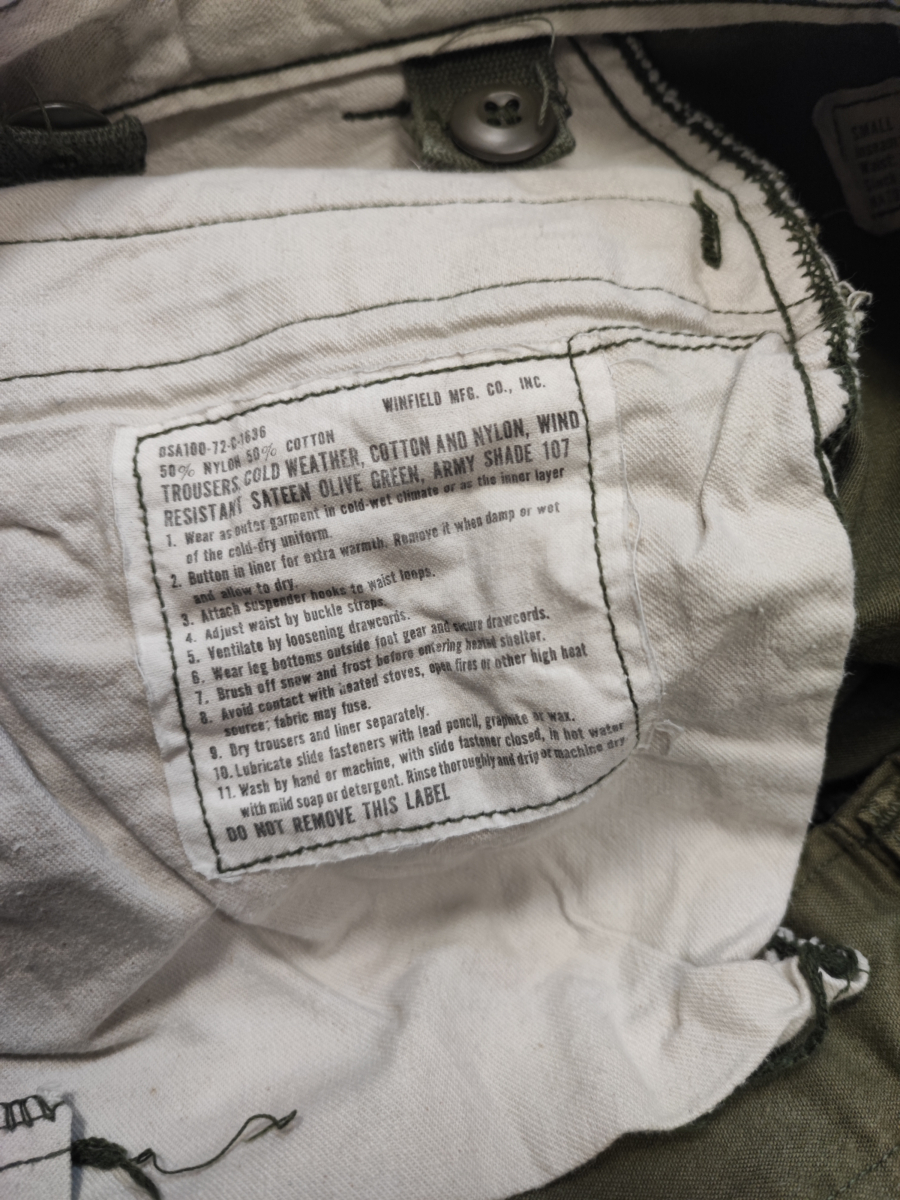 WINFIELD MFG. CO., INC.
DSA100-72-C-1636
50% NYLON 50% COTTON
TROUSERS, COLD WEATHER, COTTON AND NYLON, WIND
RESISTANT SATEEN OLIVE GREEN, ARMY SHADE 107
1. Wear as outer garment in cold-wet climate or as the inner layer
of the cold-dry uniform.
2. Button in liner for extra warmth. Remove it when damp or wet
and allow to dry.
3. Attach suspender hooks to waist loops.
4. Adjust waist by buckle straps.
5. Ventilate by loosening drawcords.
6. Wear leg bottoms outside foot gear and secure drawcords.
7. Brush off snow and frost before entering heated shelter.
8. Avoid contact with heated stoves, open fires or other high heat
source; fabric may fuse.
9. Dry trousers and liner separately.
10. Lubricate slide fasteners with lead pencil, graphite or wax.
11. Wash by hand or machine, with slide fastener closed, in hot water
with mild soap or detergent. Rinse thoroughly and drip or machine dry
DO NOT REMOVE THIS LABEL
SMALL